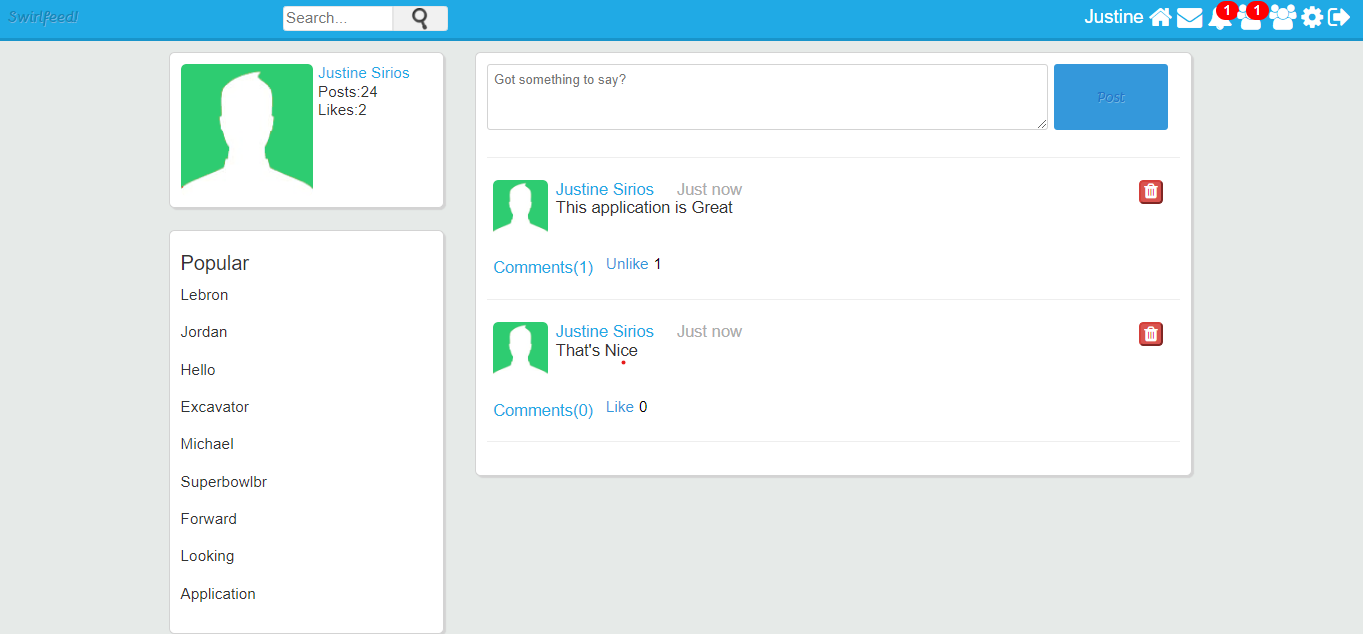 Swirlfeed!
Search...
Justine
1
1
Justine Sirios
Posts:24
Likes:2
Got something to say?
Post
Justine Sirios Just now
This application is Great
Comments(1) Unlike 1
Justine Sirios Just now
That's Nice
Comments(0) Like 0
Popular
Lebron
Jordan
Hello
Excavator
Michael
Superbowlbr
Forward
Looking
Application